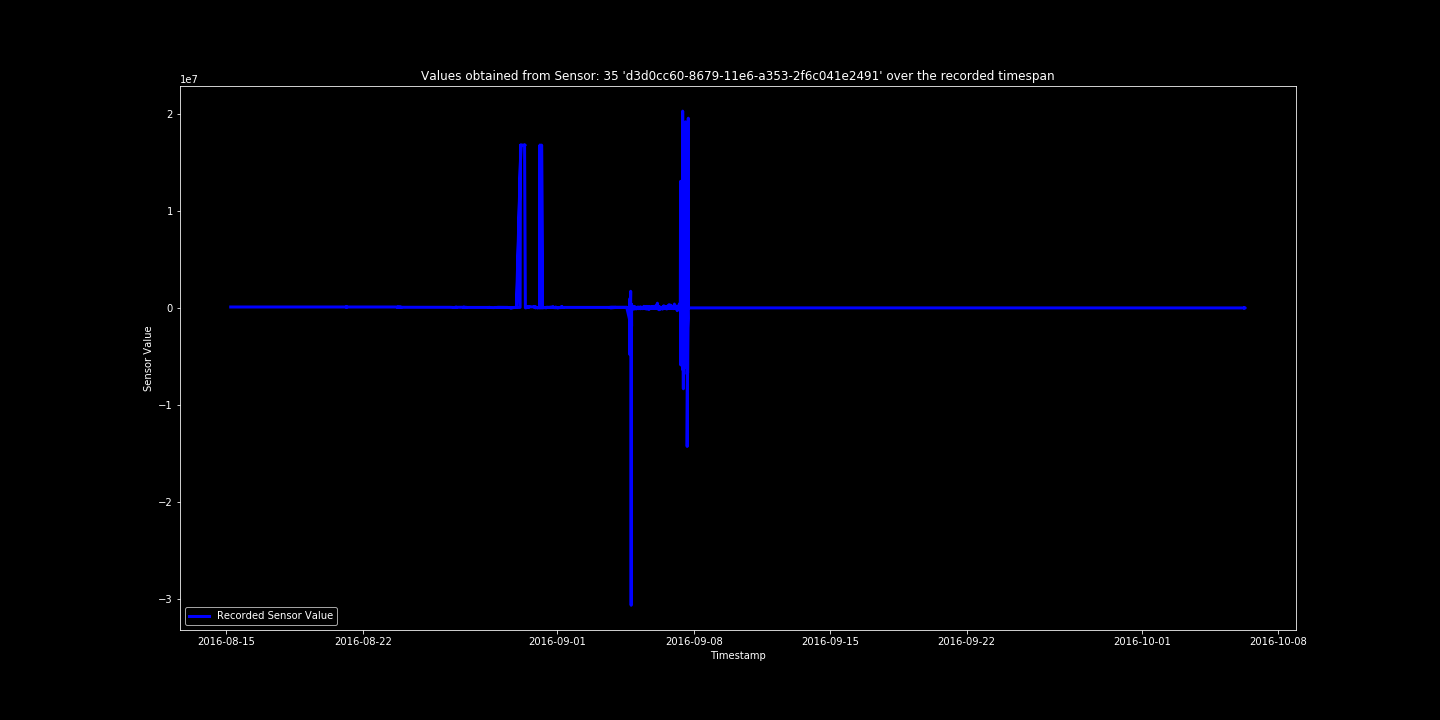 Values obtained from Sensor: 35 'd3d0cc60-8679-11e6-a353-2f6c041e2491' over the recorded timespan
1e7
2
1
0
−1
−2
−3
Sensor Value
Recorded Sensor Value
2016-08-15 2016-08-22 2016-09-01 2016-09-08 2016-09-15 2016-09-22 2016-10-01 2016-10-08
Timestamp